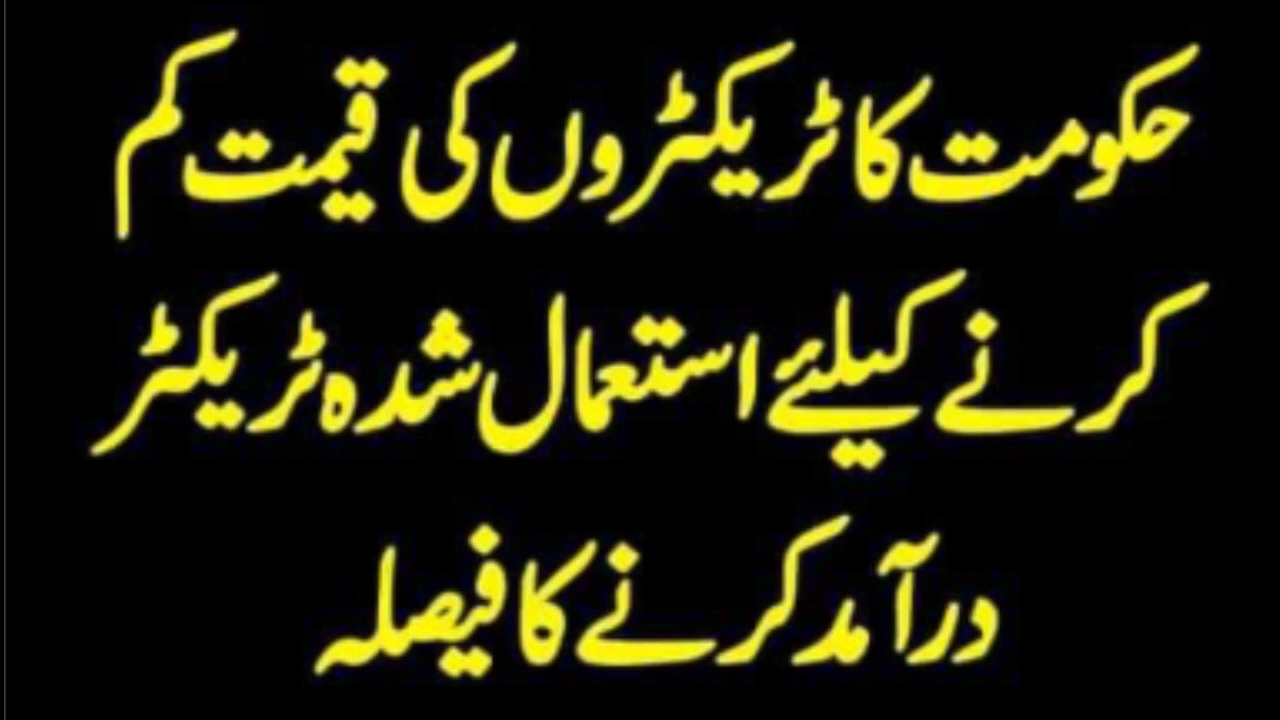 حکومت کا ٹریکٹروں کی قیمت کم
کرنے کیلئے استعمال شدہ ٹریکٹر
درآمد کرنے کا فیصلہ